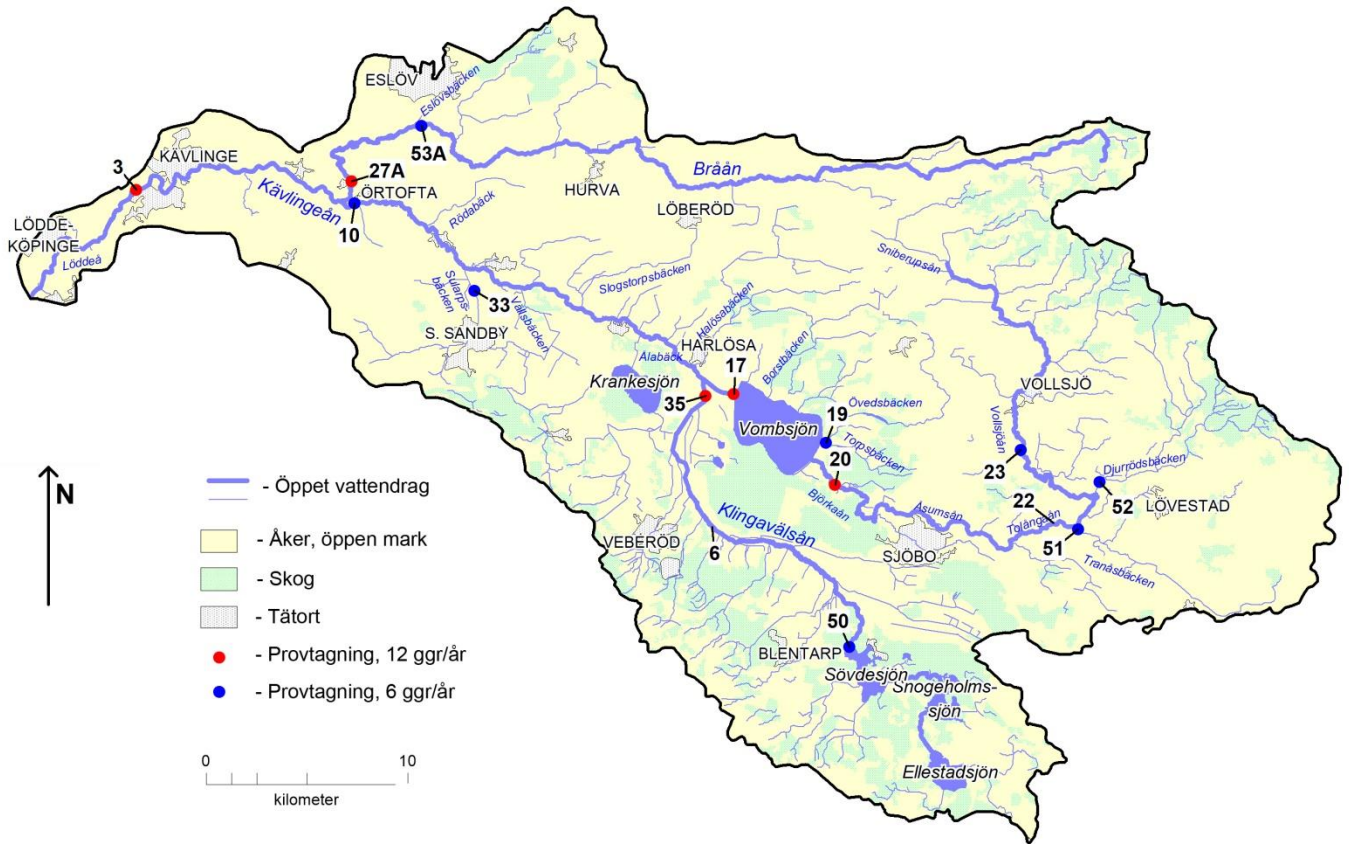 ESLÖV
Eslövsbäcken
53A
3
KÄVLINGE
27A
ÖRTOFTA
10
Kävlingeån
LÖDDE-
KÖPINGE
Löddeå
Rödabäck
HURVA
Bråån
LÖBERÖD
Sniberupsån
Slogstorpsbäcken
Sularps-
bäcken
33
Vållsbäcken
S. SANDBY
Halösabäcken
HARLÖSA
Ålabäck
17
Borstbäcken
Krankesjön
35
VOLLSJÖ
Vollsjöån
19
Övedsbäcken
Vombsjön
Torpsbäcken
20
23
Djurrödsbäcken
22
52
LÖVESTAD
Björkaån
Åsumsån
Tolångaån
51
Klingavälsån
VEBERÖD
6
SJÖBO
Tranåsbäcken
50
BLENTARP
Sövdesjön
Snogeholms-
sjön
Ellestadsjön
N
- Öppet vattendrag
- Åker, öppen mark
- Skog
- Tätort
- Provtagning, 12 ggr/år
- Provtagning, 6 ggr/år
0 10
kilometer